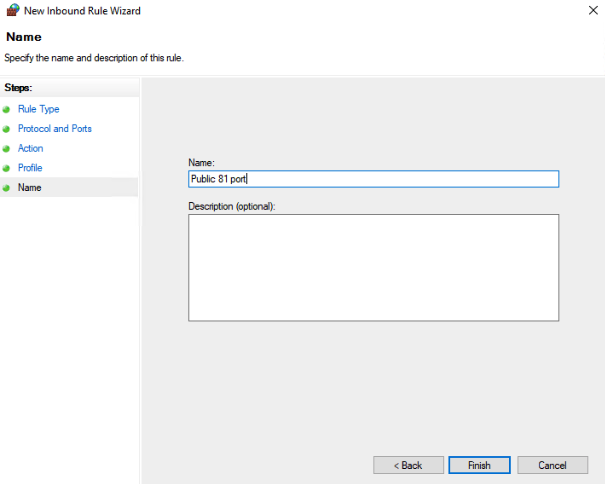 New Inbound Rule Wizard
Name
Specify the name and description of this rule.
Steps:
Rule Type
Protocol and Ports
Action
Profile
Name
Name:
Public 81 port
Description (optional):
< Back
Finish
Cancel